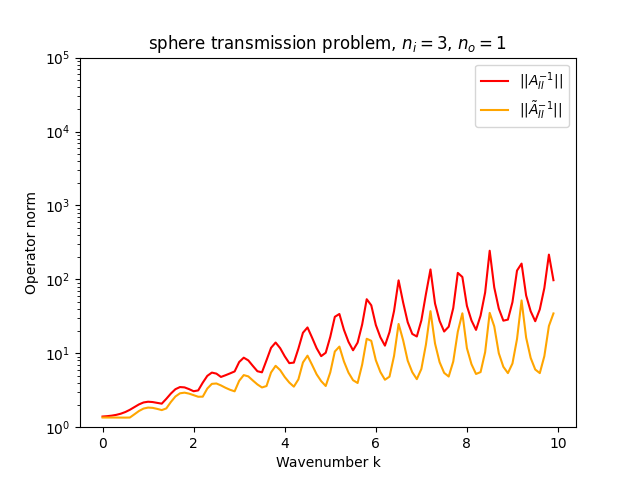 sphere transmission problem, $n_i = 3$, $n_o = 1$
$||A_{II}^{-1}||$
$||\tilde{A}_{II}^{-1}||$
Operator norm
$10^5$
$10^4$
$10^3$
$10^2$
$10^1$
$10^0$
0 2 4 6 8 10
Wavenumber k